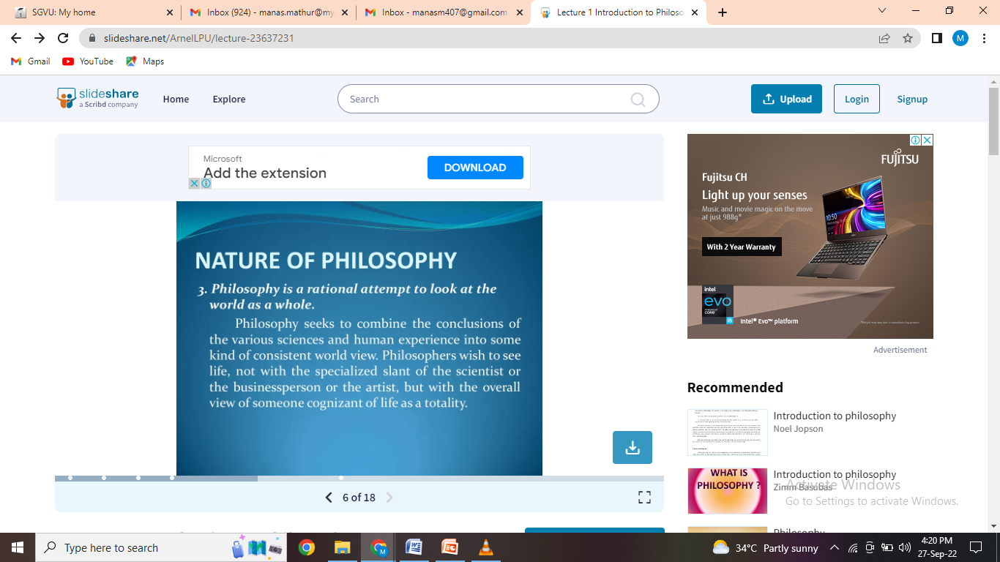 SGVU: My home
Inbox (924) - manas.mathur@my
Inbox - manasm407@gmail.com
Lecture 1 Introduction to Philoso
slideshare.net/ArnelLPU/lecture-23637231
M
Gmail
YouTube
Maps
slideshare
a Scribd company
Home
Explore
Search
Upload
Login
Signup
Microsoft
Add the extension
DOWNLOAD
NATURE OF PHILOSOPHY
3. Philosophy is a rational attempt to look at the
world as a whole.
Philosophy seeks to combine the conclusions of
the various sciences and human experience into some
kind of consistent world view. Philosophers wish to see
life, not with the specialized slant of the scientist or
the businessperson or the artist, but with the overall
view of someone cognizant of life as a totality.
6 of 18
FUJITSU
Fujitsu CH
Light up your senses
Music and movie magic on the move
at just 988g*
10:50
With 2 Year Warranty
intel
evo
POWERED BY
CORE
i5
Intel® Evo™ platform
Advertisement
Recommended
Introduction to philosophy
Noel Jopson
WHAT IS
PHILOSOPHY ?
Introduction to philosophy
Zimm Basubas
Philosophy
Activate Windows
Go to Settings to activate Windows.
Type here to search
34°C Partly sunny
4:20 PM
27-Sep-22